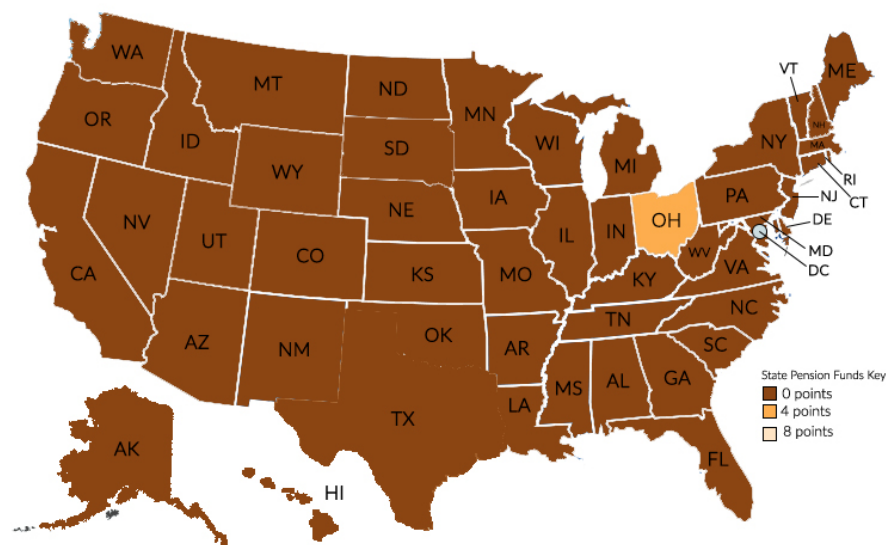 WA
MT
ND
MN
VT
ME
OR
ID
SD
WI
NH
NY
MA
WY
MI
RI
IA
PA
CT
NE
NJ
NV
OH
DE
UT
IL
IN
CO
WV
MD
CA
KS
MO
KY
VA
DC
NC
TN
OK
AZ
NM
AR
SC
State Pension Funds Key
MS
AL
GA
0 points
LA
4 points
TX
8 points
AK
FL
HI